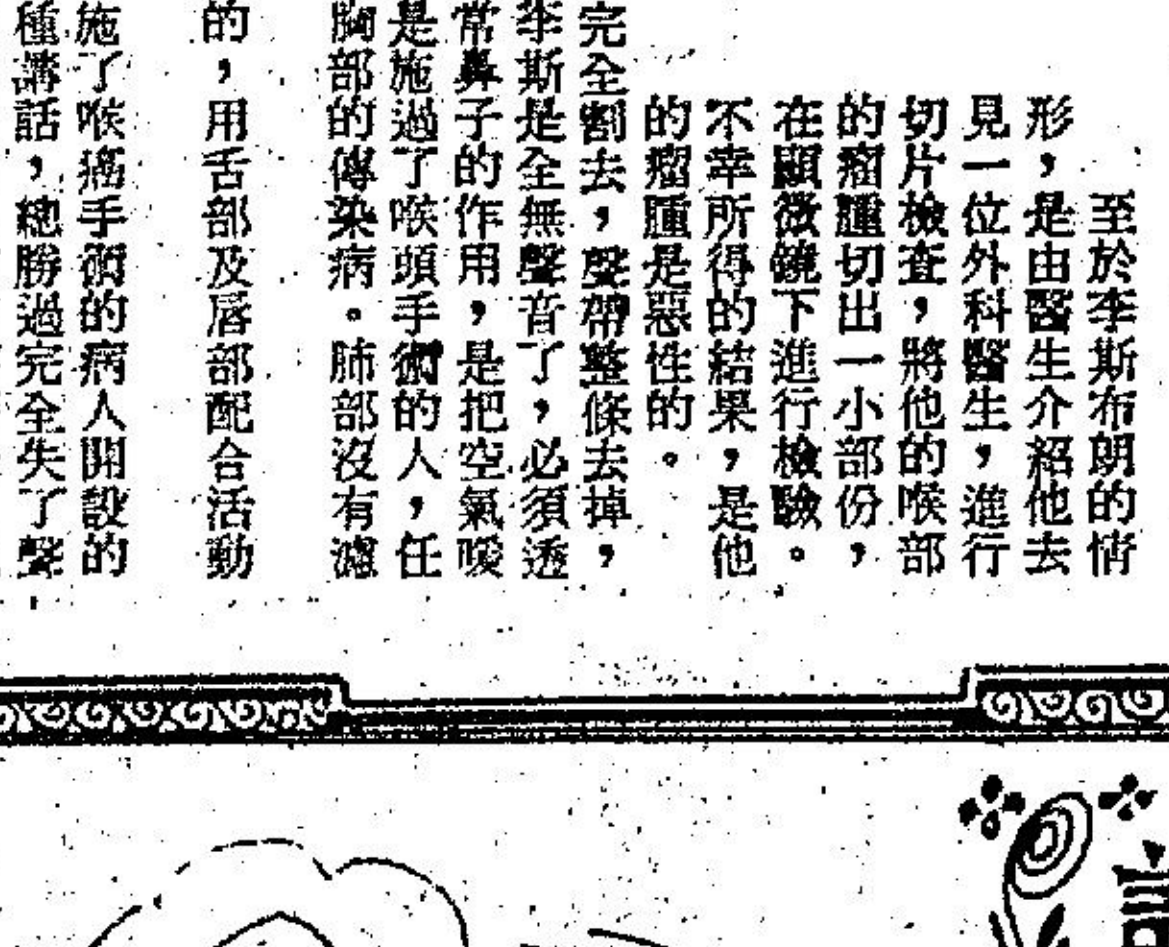 至於李斯布朗的情
形，是由醫生介紹他去
見一位外科醫生，進行
切片檢查，將他的喉部
的瘤腫切出一小部份，
在顯微鏡下進行檢驗。
不幸所得的結果，是他
的瘤腫是惡性的。
完全割去，聲帶整條去掉，
李斯是全無聲音了，必須透
常鼻子的作用，是把空氣暖
是施過了喉頭手術的人，任
胸部的傳染病。肺部沒有濾
的，用舌部及唇部配合活動
施了喉癌手術的病人開設的
種講話，總勝過完全失了聲